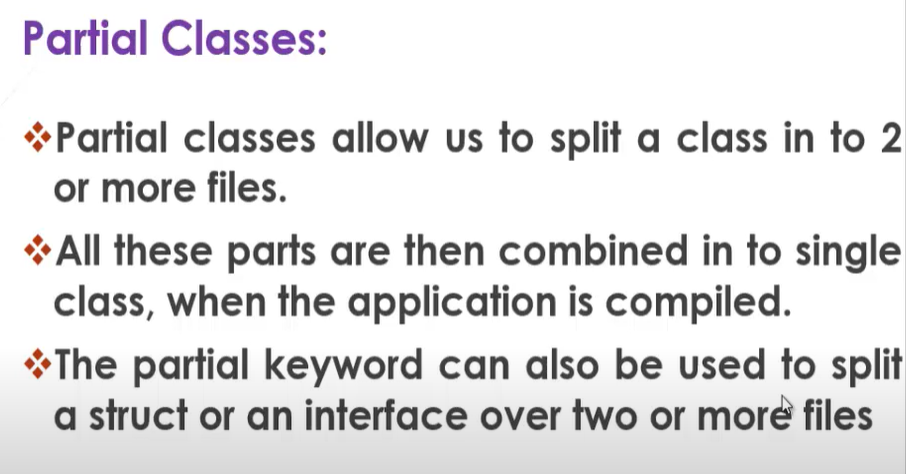 Partial Classes:
❖Partial classes allow us to split a class in to 2
or more files.
❖All these parts are then combined in to single
class, when the application is compiled.
❖The partial keyword can also be used to split
a struct or an interface over two or more files